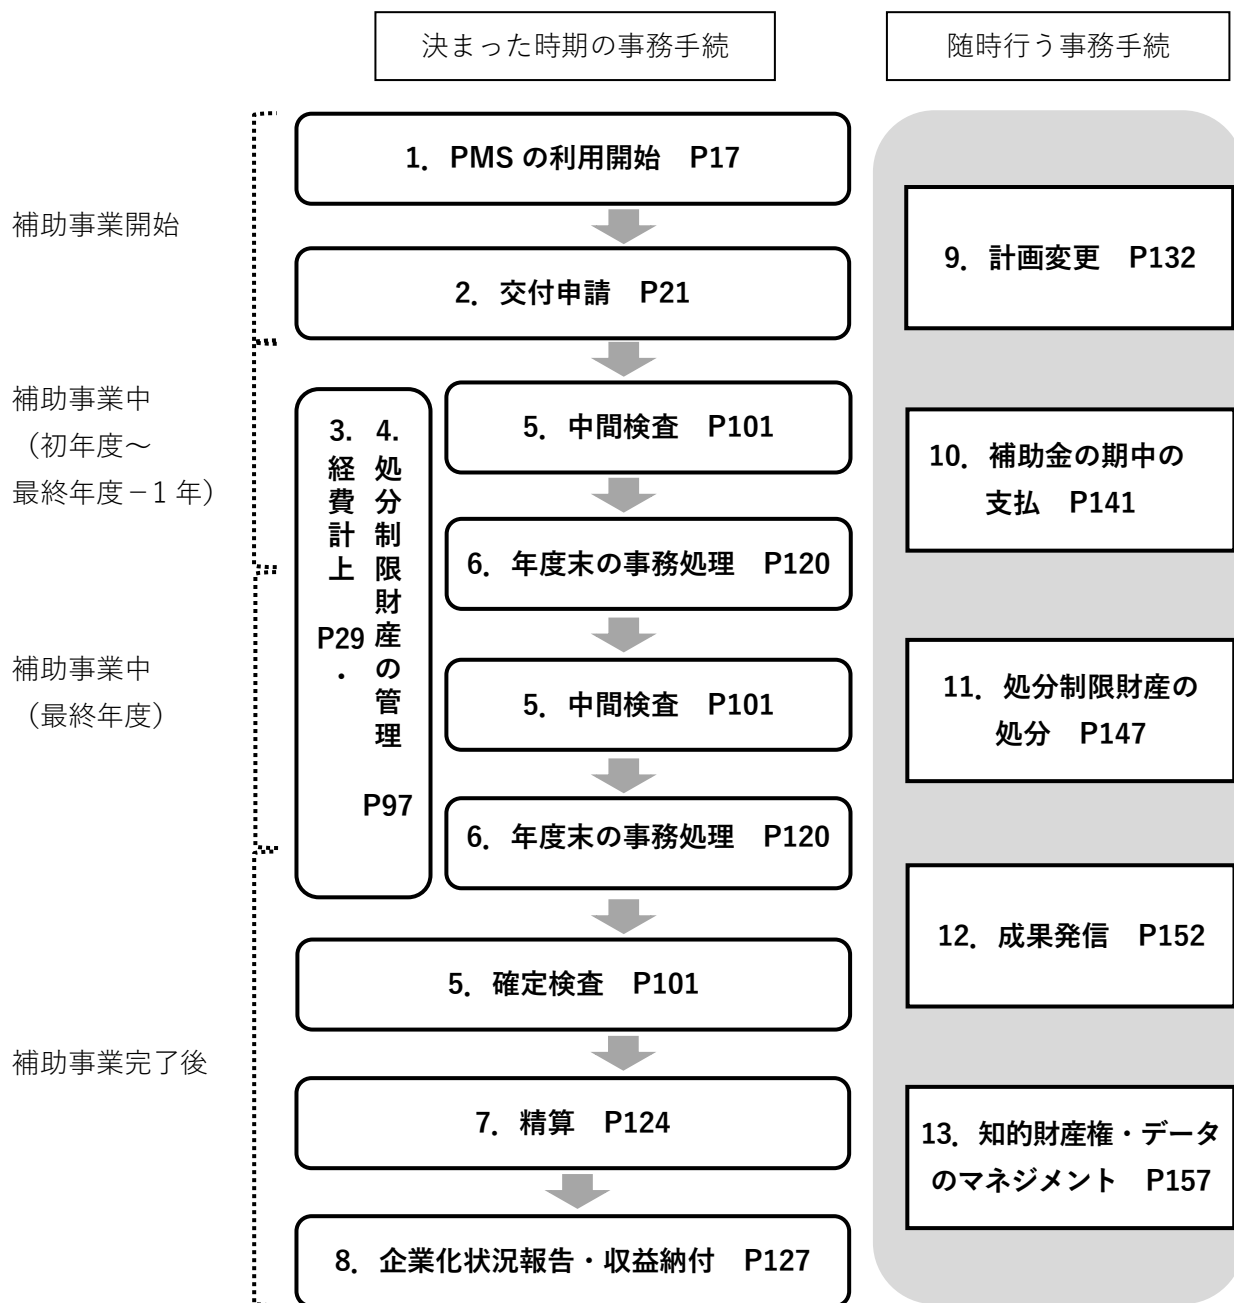 決まった時期の事務手続
随時行う事務手続
補助事業開始
1．PMS の利用開始　P17
2．交付申請　P21
補助事業中
（初年度～
最終年度－1 年）
3. 経費計上　P29・
4. 処分制限財産の管理　P97
5．中間検査　P101
6．年度末の事務処理　P120
補助事業中
（最終年度）
5．中間検査　P101
6．年度末の事務処理　P120
補助事業完了後
5．確定検査　P101
7．精算　P124
8．企業化状況報告・収益納付　P127
9．計画変更　P132
10．補助金の期中の
支払　P141
11．処分制限財産の
処分　P147
12．成果発信　P152
13．知的財産権・データ
のマネジメント　P157